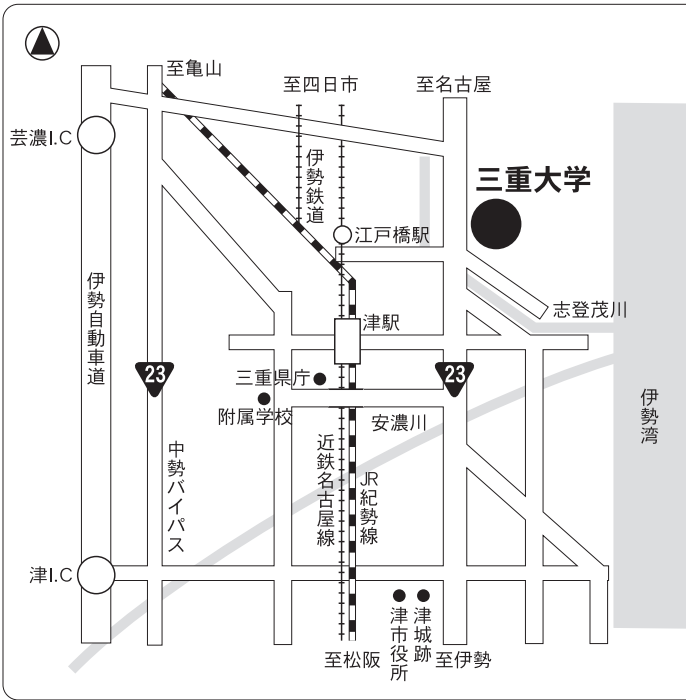 至亀山
至四日市
至名古屋
芸濃I.C
伊勢鉄道
三重大学
江戸橋駅
伊勢自動車道
志登茂川
津駅
23
三重県庁
23
附属学校
安濃川
伊勢湾
中勢バイパス
近鉄名古屋線
JR紀勢線
津I.C
津市役所
津城跡
至松阪
至伊勢